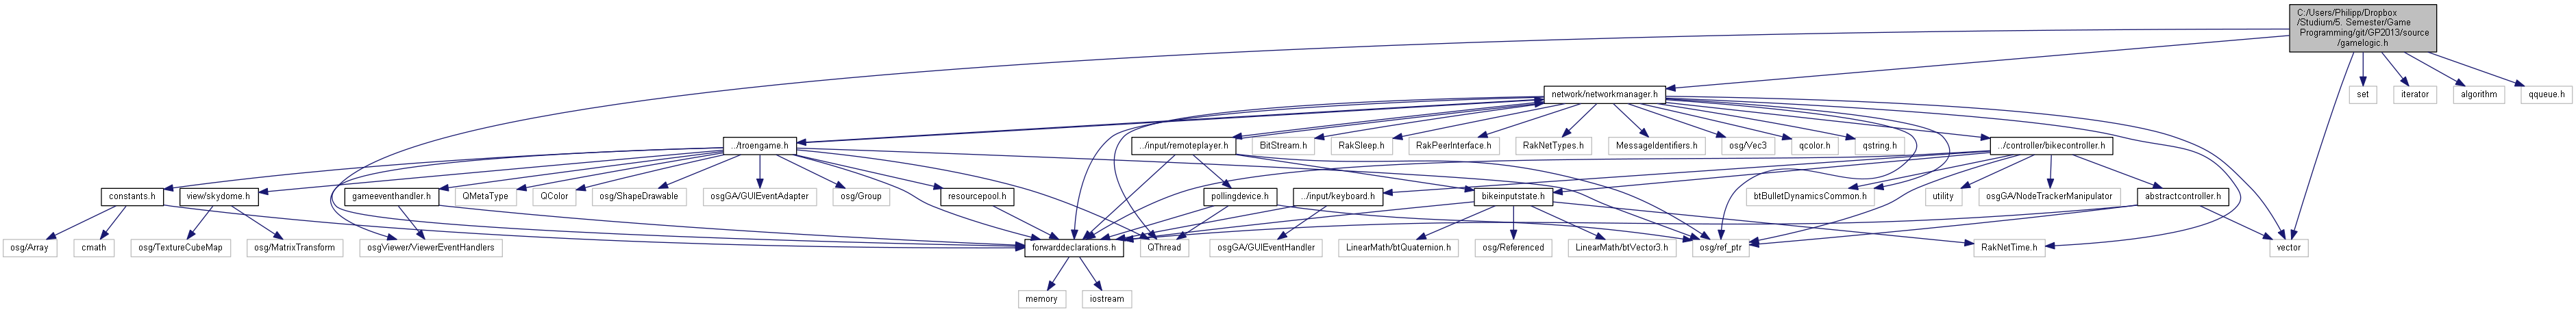 C:/Users/Philipp/Dropbox
/Studium/5. Semester/Game
Programming/git/GP2013/source
/gamelogic.h
network/networkmanager.h
set
iterator
algorithm
qqueue.h
../troengame.h
../input/remoteplayer.h
BitStream.h
RakSleep.h
RakPeerInterface.h
RakNetTypes.h
MessageIdentifiers.h
osg/Vec3
qcolor.h
qstring.h
../controller/bikecontroller.h
constants.h
view/skydome.h
gameeventhandler.h
QMetaType
QColor
osg/ShapeDrawable
osgGA/GUIEventAdapter
osg/Group
resourcepool.h
pollingdevice.h
../input/keyboard.h
bikeinputstate.h
btBulletDynamicsCommon.h
utility
osgGA/NodeTrackerManipulator
abstractcontroller.h
osg/Array
cmath
osg/TextureCubeMap
osg/MatrixTransform
osgViewer/ViewerEventHandlers
forwarddeclarations.h
QThread
osgGA/GUIEventHandler
LinearMath/btQuaternion.h
osg/Referenced
LinearMath/btVector3.h
osg/ref_ptr
RakNetTime.h
vector
memory
iostream